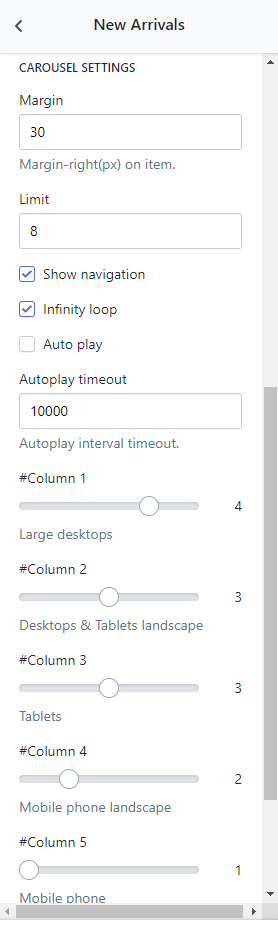 New Arrivals
CAROUSEL SETTINGS
Margin
30
Margin-right(px) on item.
Limit
8
Show navigation
Infinity loop
Auto play
Autoplay timeout
10000
Autoplay interval timeout.
#Column 1
4
Large desktops
#Column 2
3
Desktops & Tablets landscape
#Column 3
3
Tablets
#Column 4
2
Mobile phone landscape
#Column 5
1
Mobile phone